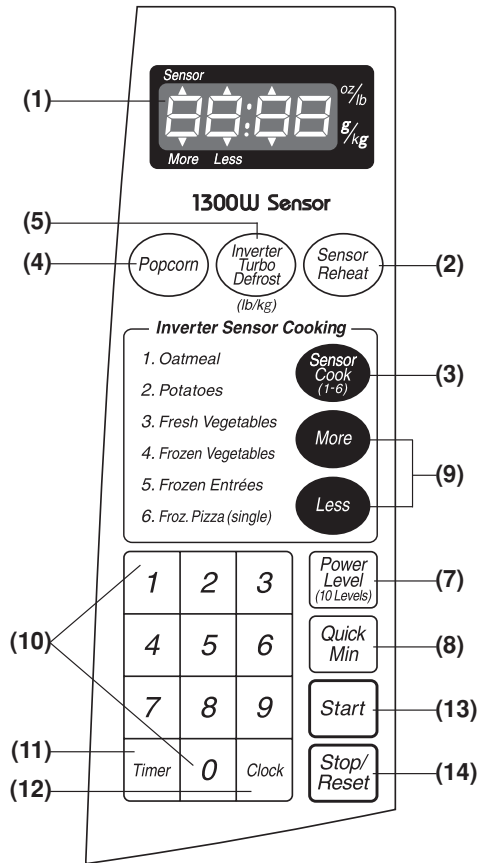 Sensor
(1)
88:88
oz/lb
g/kg
More Less
1300W Sensor
(5)
(4)
Popcorn
Inverter
Turbo
Defrost
(lb/kg)
Sensor
Reheat
(2)
Inverter Sensor Cooking
1. Oatmeal
2. Potatoes
3. Fresh Vegetables
4. Frozen Vegetables
5. Frozen Entrées
6. Froz. Pizza (single)
Sensor
Cook
(1-6)
(3)
More
Less
(9)
1 2 3
4 5 6
7 8 9
Timer 0 Clock
(10)
(11)
(12)
Power
Level
(10 Levels)
(7)
Quick
Min
(8)
Start
(13)
Stop/
Reset
(14)